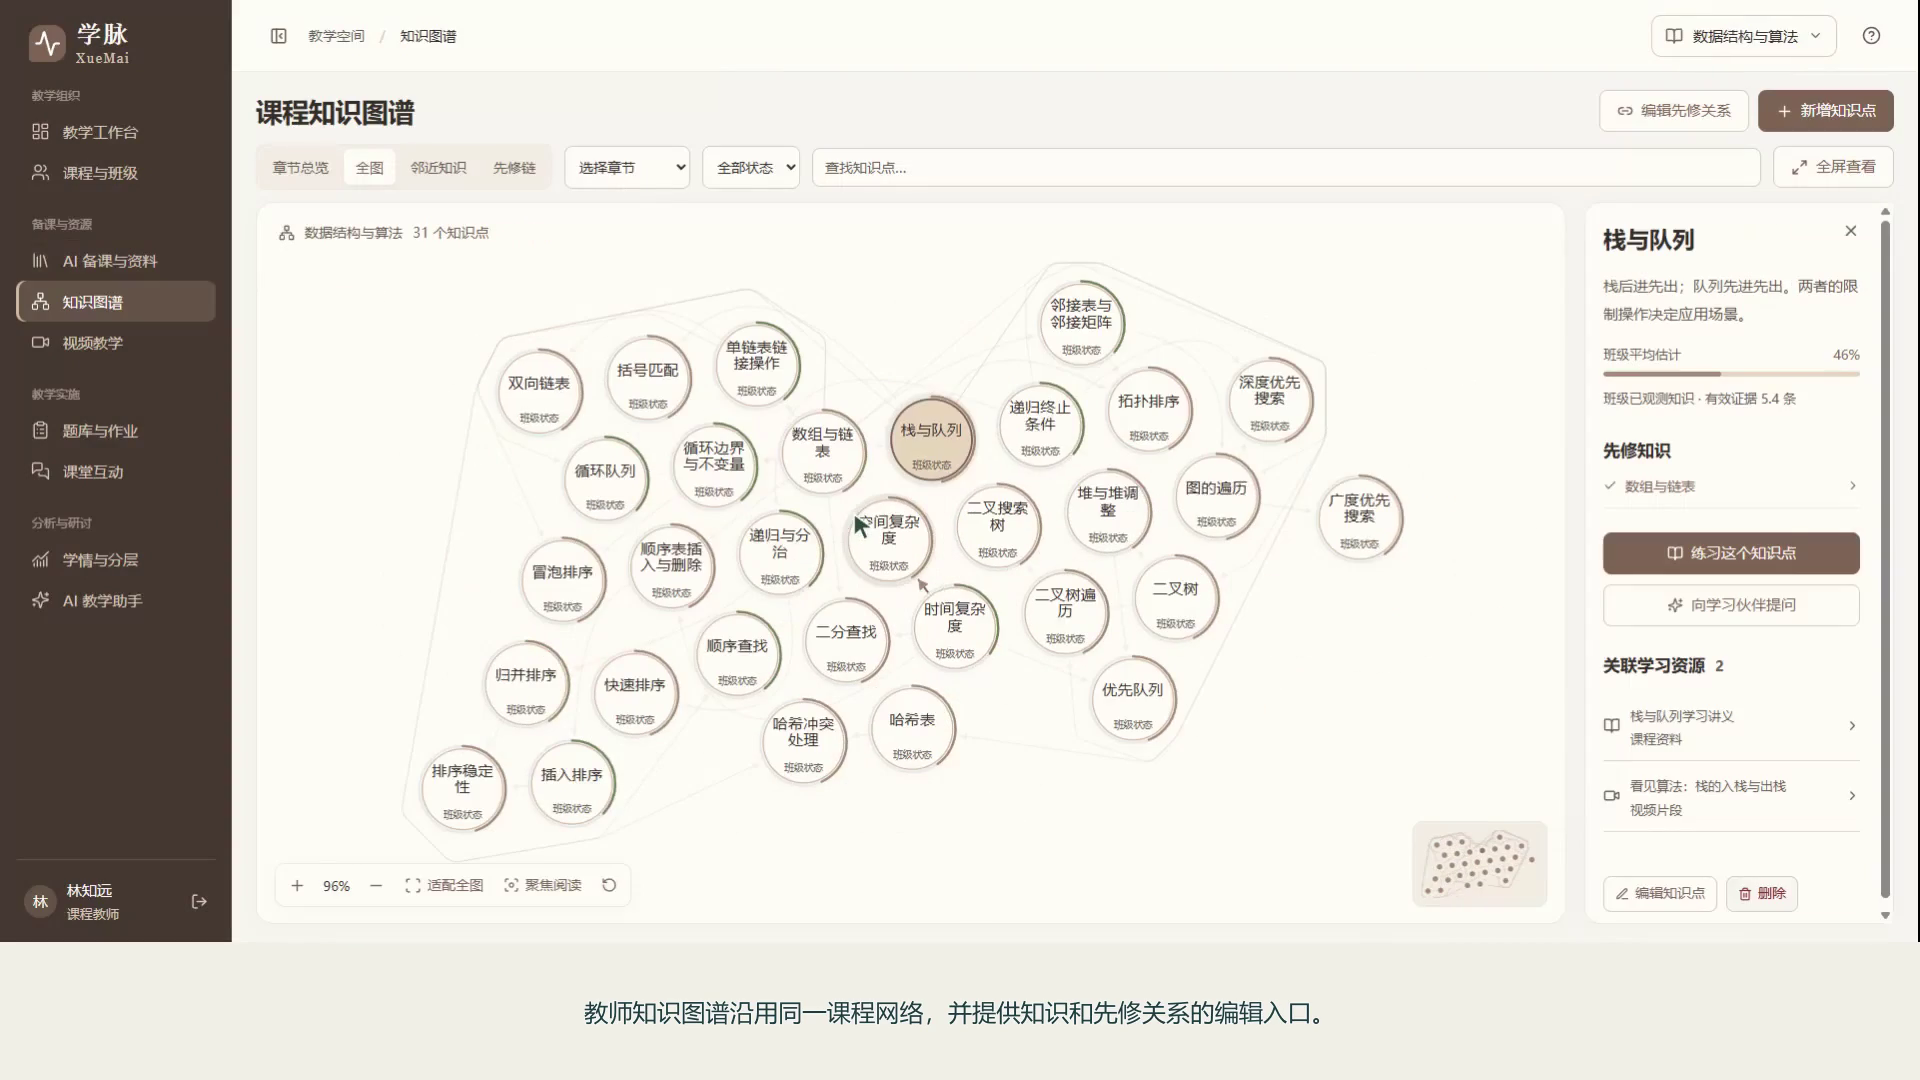 学脉
XueMai
教学组织
教学工作台
课程与班级
备课与资源
AI 备课与资料
知识图谱
视频教学
教学实施
题库与作业
课堂互动
分析与研讨
学情与分层
AI 教学助手
林
林知远
课程教师
教学空间 / 知识图谱
数据结构与算法
课程知识图谱
编辑先修关系
新增知识点
章节总览
全图
邻近知识
先修链
选择章节
全部状态
查找知识点...
全屏查看
数据结构与算法 31 个知识点
邻接表与
邻接矩阵
班级状态
双向链表
班级状态
括号匹配
班级状态
单链表链
接操作
班级状态
数组与链
表
班级状态
栈与队列
班级状态
递归终止
条件
班级状态
拓扑排序
班级状态
深度优先
搜索
班级状态
循环队列
班级状态
循环边界
与不变量
班级状态
空间复杂
度
班级状态
二叉搜索
树
班级状态
堆与堆调
整
班级状态
图的遍历
班级状态
广度优先
搜索
班级状态
冒泡排序
班级状态
顺序表插
入与删除
班级状态
递归与分
治
班级状态
时间复杂
度
班级状态
二叉树遍
历
班级状态
二叉树
班级状态
归并排序
班级状态
快速排序
班级状态
顺序查找
班级状态
二分查找
班级状态
优先队列
班级状态
哈希冲突
处理
班级状态
哈希表
班级状态
排序稳定
性
班级状态
插入排序
班级状态
96%
适配全图
聚焦阅读
栈与队列
栈后进先出；队列先进先出。两者的限
制操作决定应用场景。
班级平均估计 46%
班级已观测知识 · 有效证据 5.4 条
先修知识
数组与链表
练习这个知识点
向学习伙伴提问
关联学习资源 2
栈与队列学习讲义
课程资料
看见算法：栈的入栈与出栈
视频片段
编辑知识点
删除
教师知识图谱沿用同一课程网络，并提供知识和先修关系的编辑入口。